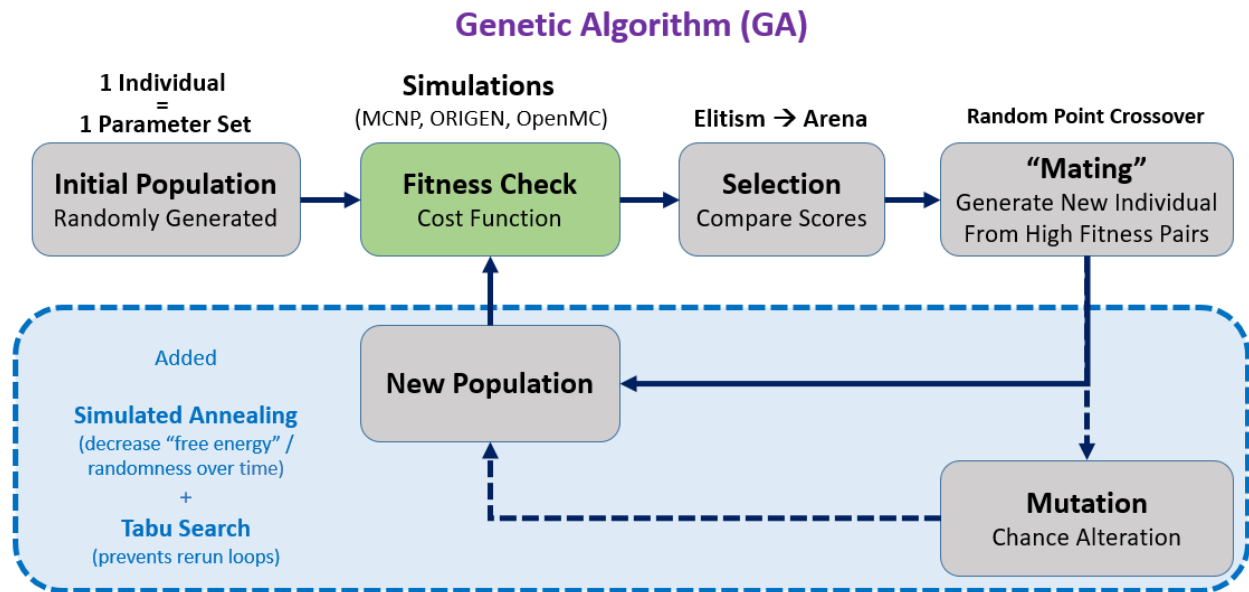 Genetic Algorithm (GA)
1 Individual
=
1 Parameter Set
Simulations
(MCNP, ORIGEN, OpenMC)
Elitism → Arena
Random Point Crossover
Initial Population
Randomly Generated
Fitness Check
Cost Function
Selection
Compare Scores
“Mating”
Generate New Individual
From High Fitness Pairs
Added
Simulated Annealing
(decrease “free energy” /
randomness over time)
+
Tabu Search
(prevents rerun loops)
New Population
Mutation
Chance Alteration